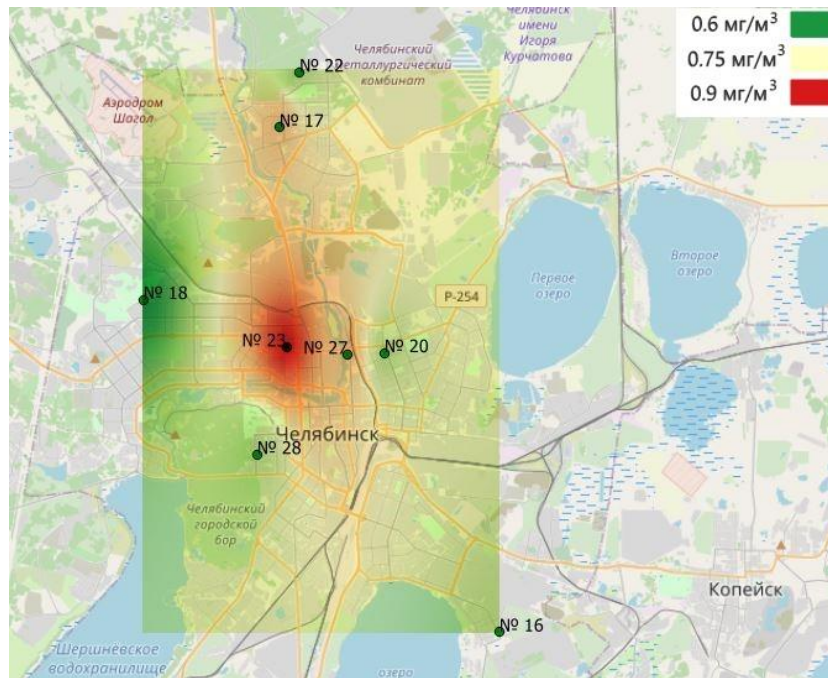 Челябинск
имени
Игоря
Курчатова
0.6 мг/м³
0.75 мг/м³
0.9 мг/м³
№ 22
Челябинский
металлургический
комбинат
Аэродром
Шагол
№ 17
№ 18
Р-254
Первое
озеро
Второе
озеро
№ 23
№ 27
№ 20
Челябинск
№ 28
Челябинский
городской
бор
Копейск
№ 16
Шершнёвское
водохранилище
озеро